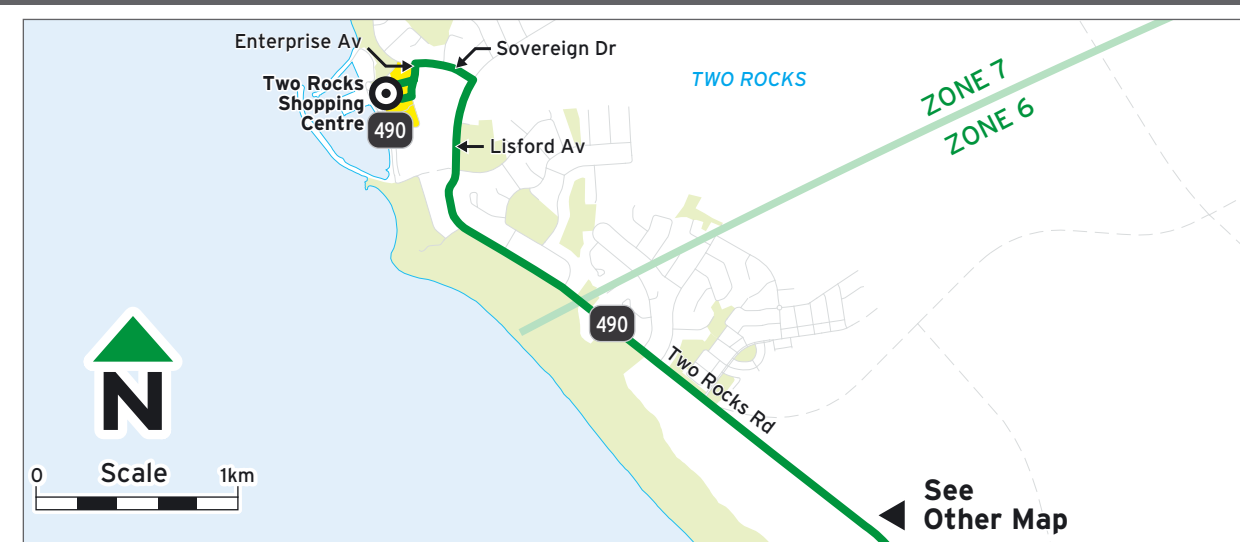 Enterprise Av
Sovereign Dr
Two Rocks
Shopping
Centre
490
TWO ROCKS
ZONE 7
ZONE 6
Lisford Av
490
Two Rocks Rd
N
0 Scale 1km
See
Other Map